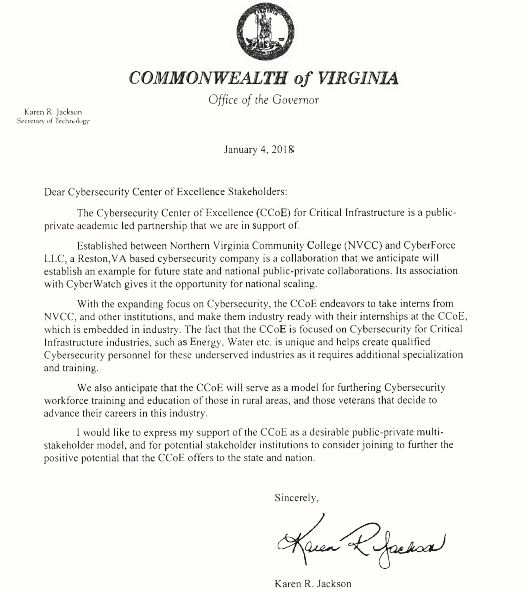 COMMONWEALTH of VIRGINIA
Office of the Governor
Karen R. Jackson
Secretary of Technology
January 4, 2018
Dear Cybersecurity Center of Excellence Stakeholders:
The Cybersecurity Center of Excellence (CCoE) for Critical Infrastructure is a public-
private academic led partnership that we are in support of.
Established between Northern Virginia Community College (NVCC) and CyberForce
LLC, a Reston,VA based cybersecurity company is a collaboration that we anticipate will
establish an example for future state and national public-private collaborations. Its association
with CyberWatch gives it the opportunity for national scaling.
With the expanding focus on Cybersecurity, the CCoE endeavors to take interns from
NVCC, and other institutions, and make them industry ready with their internships at the CCoE,
which is embedded in industry. The fact that the CCoE is focused on Cybersecurity for Critical
Infrastructure industries, such as Energy, Water etc. is unique and helps create qualified
Cybersecurity personnel for these underserved industries as it requires additional specialization
and training.
We also anticipate that the CCoE will serve as a model for furthering Cybersecurity
workforce training and education of those in rural areas, and those veterans that decide to
advance their careers in this industry.
I would like to express my support of the CCoE as a desirable public-private multi-
stakeholder model, and for potential stakeholder institutions to consider joining to further the
positive potential that the CCoE offers to the state and nation.
Sincerely,
Karen R Jackson
Karen R. Jackson